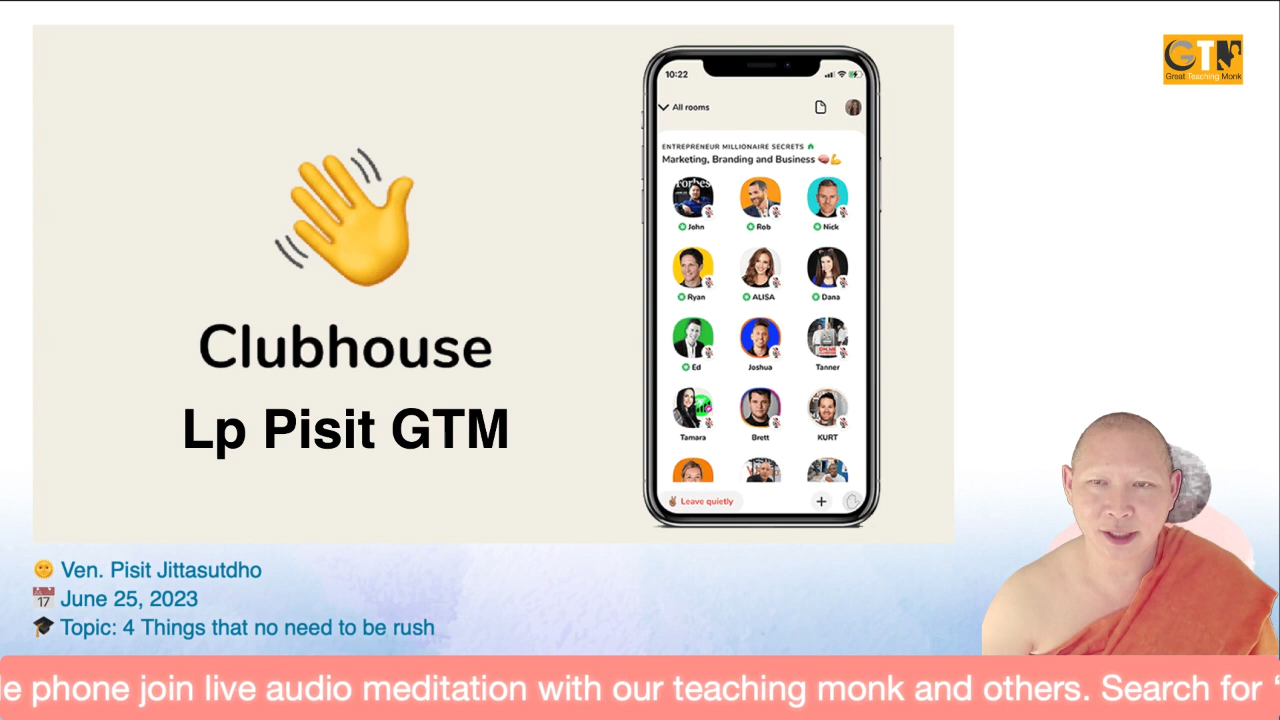 GTM
Great Teaching Monk
10:22
All rooms
ENTREPRENEUR MILLIONAIRE SECRETS
Marketing, Branding and Business
Forbes
John
Rob
Nick
Ryan
ALISA
Dana
Ed
Joshua
Tanner
Tamara
Brett
KURT
Leave quietly
Clubhouse
Lp Pisit GTM
Ven. Pisit Jittasutdho
17
June 25, 2023
Topic: 4 Things that no need to be rush
le phone join live audio meditation with our teaching monk and others. Search for “